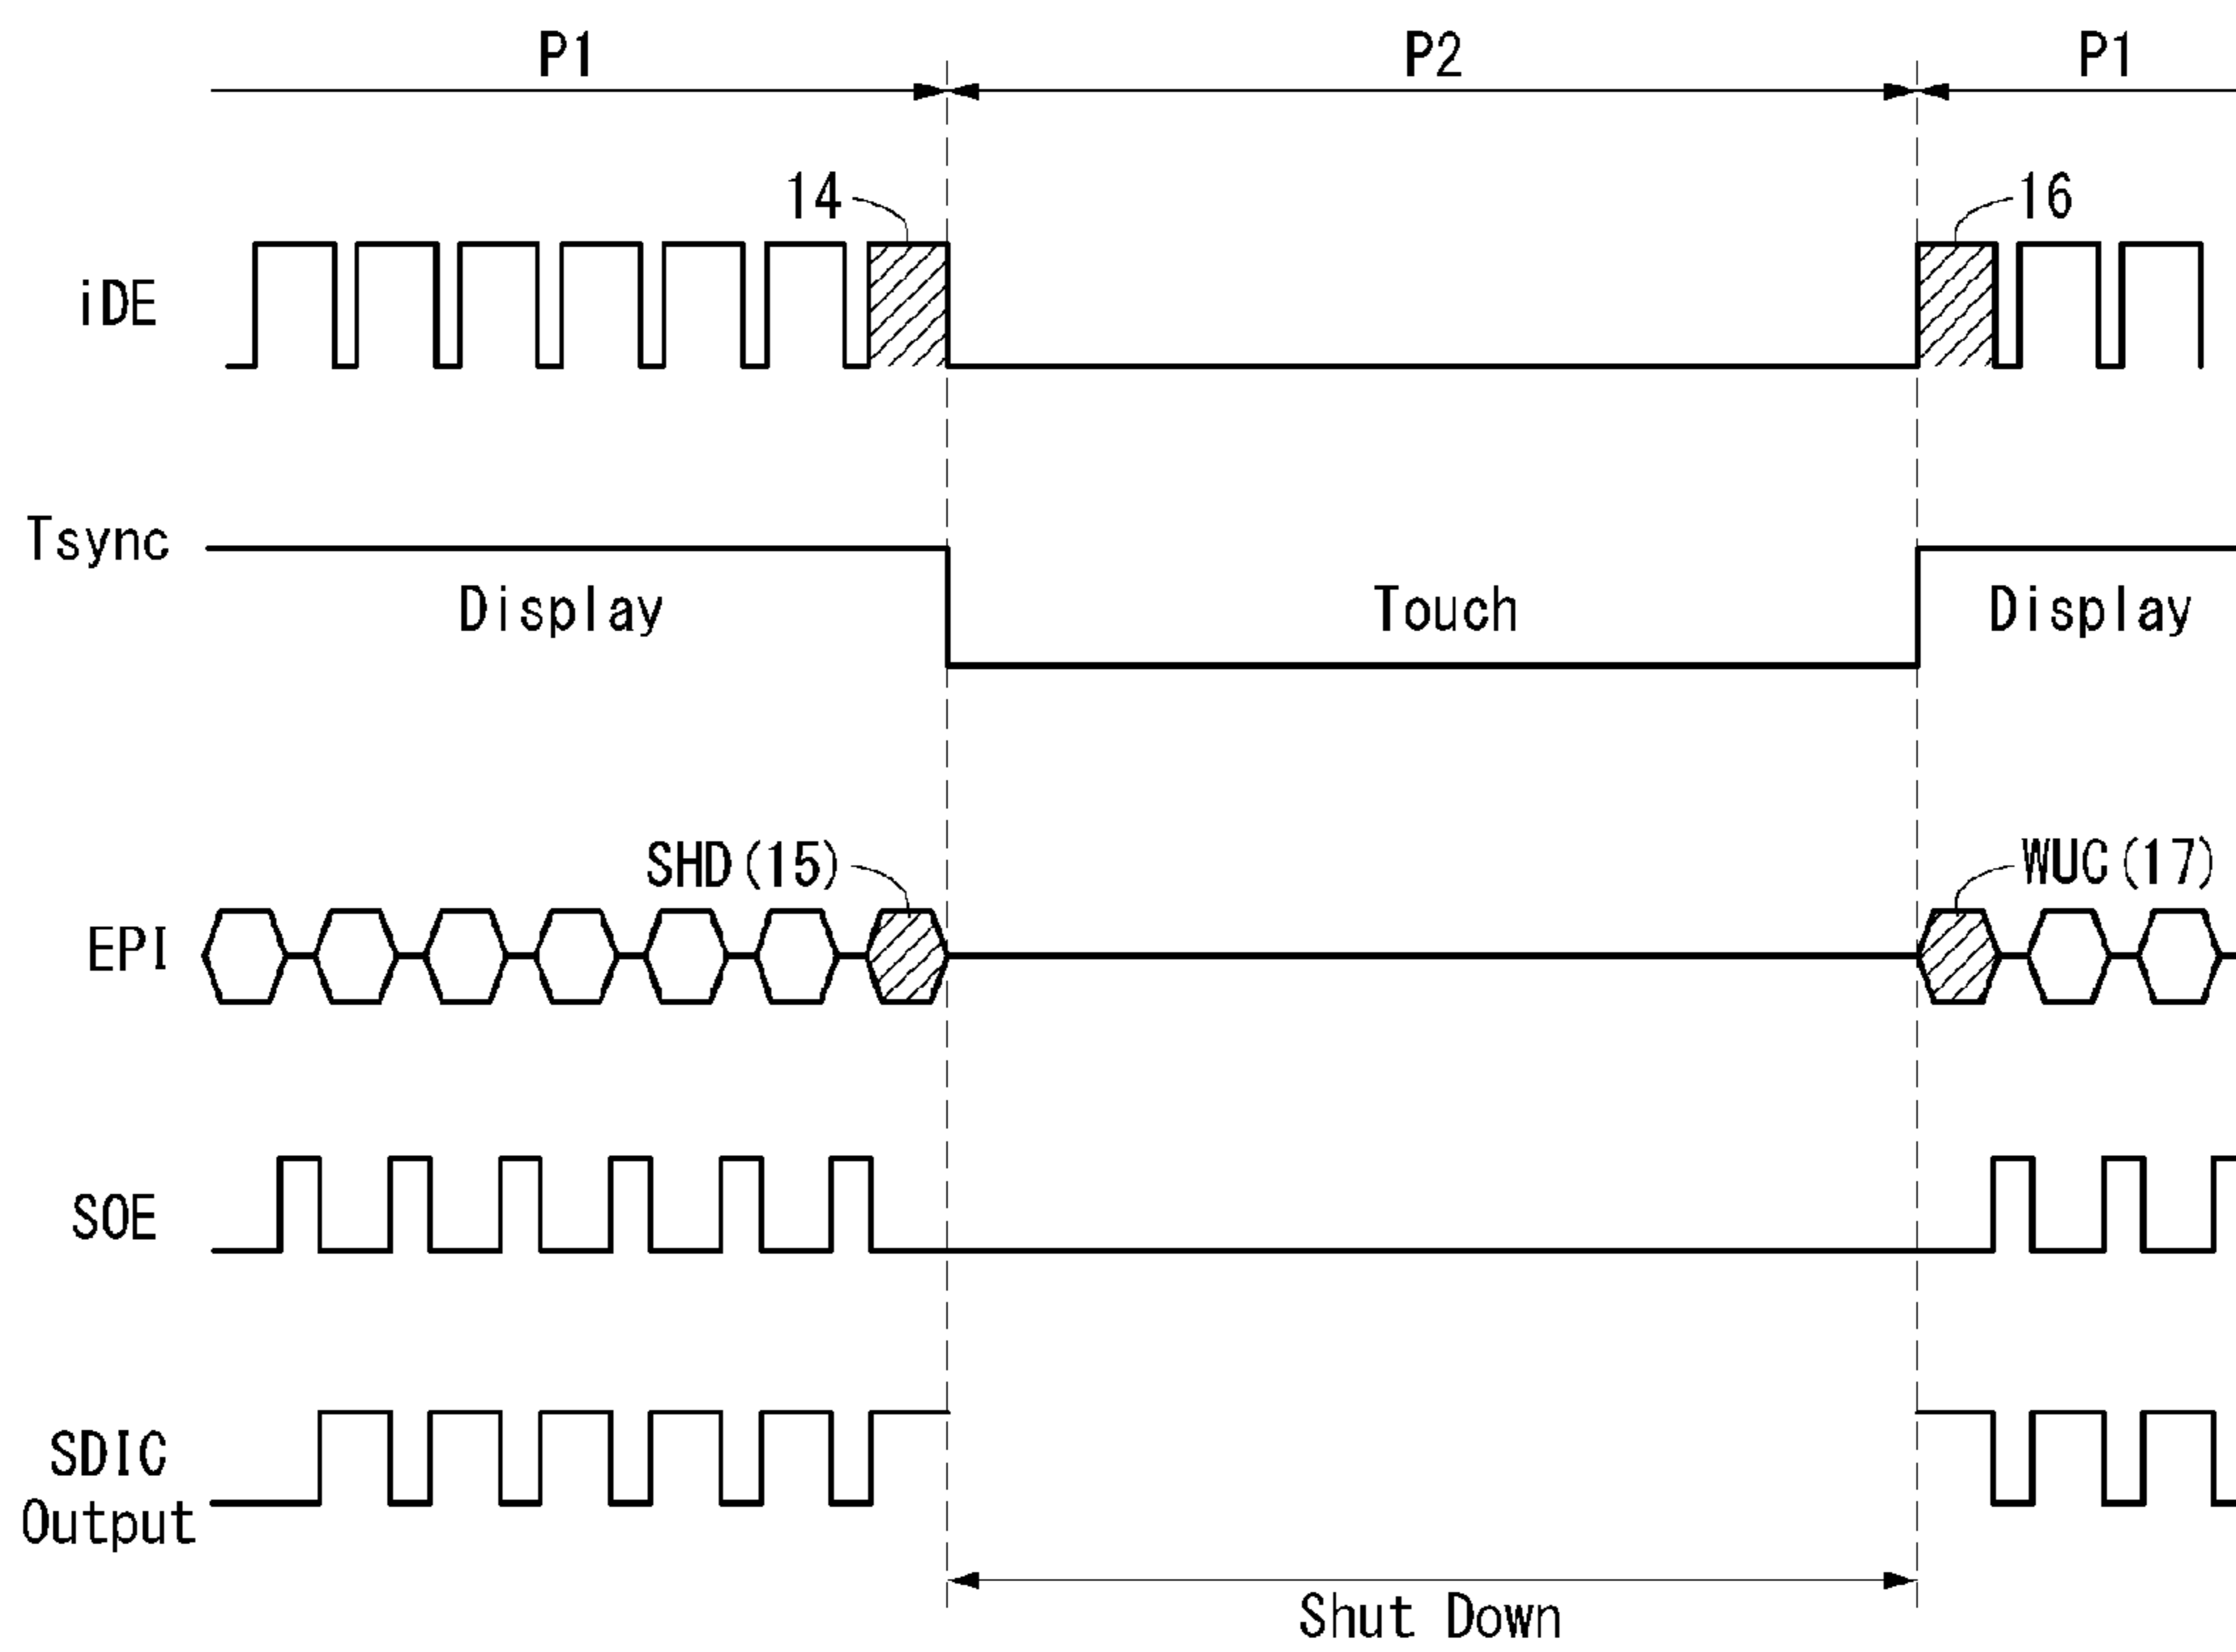 P1 P2 P1
14 16
iDE
Tsync
Display Touch Display
SHD(15) WUC(17)
EPI
SOE
SDIC
Output
Shut Down